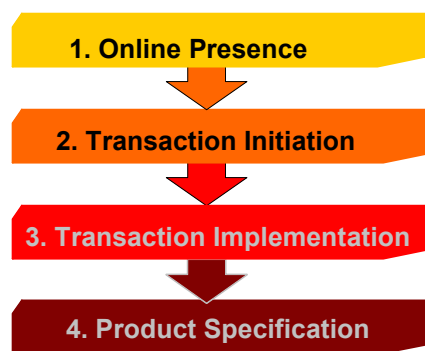 1. Online Presence
2. Transaction Initiation
3. Transaction Implementation
4. Product Specification